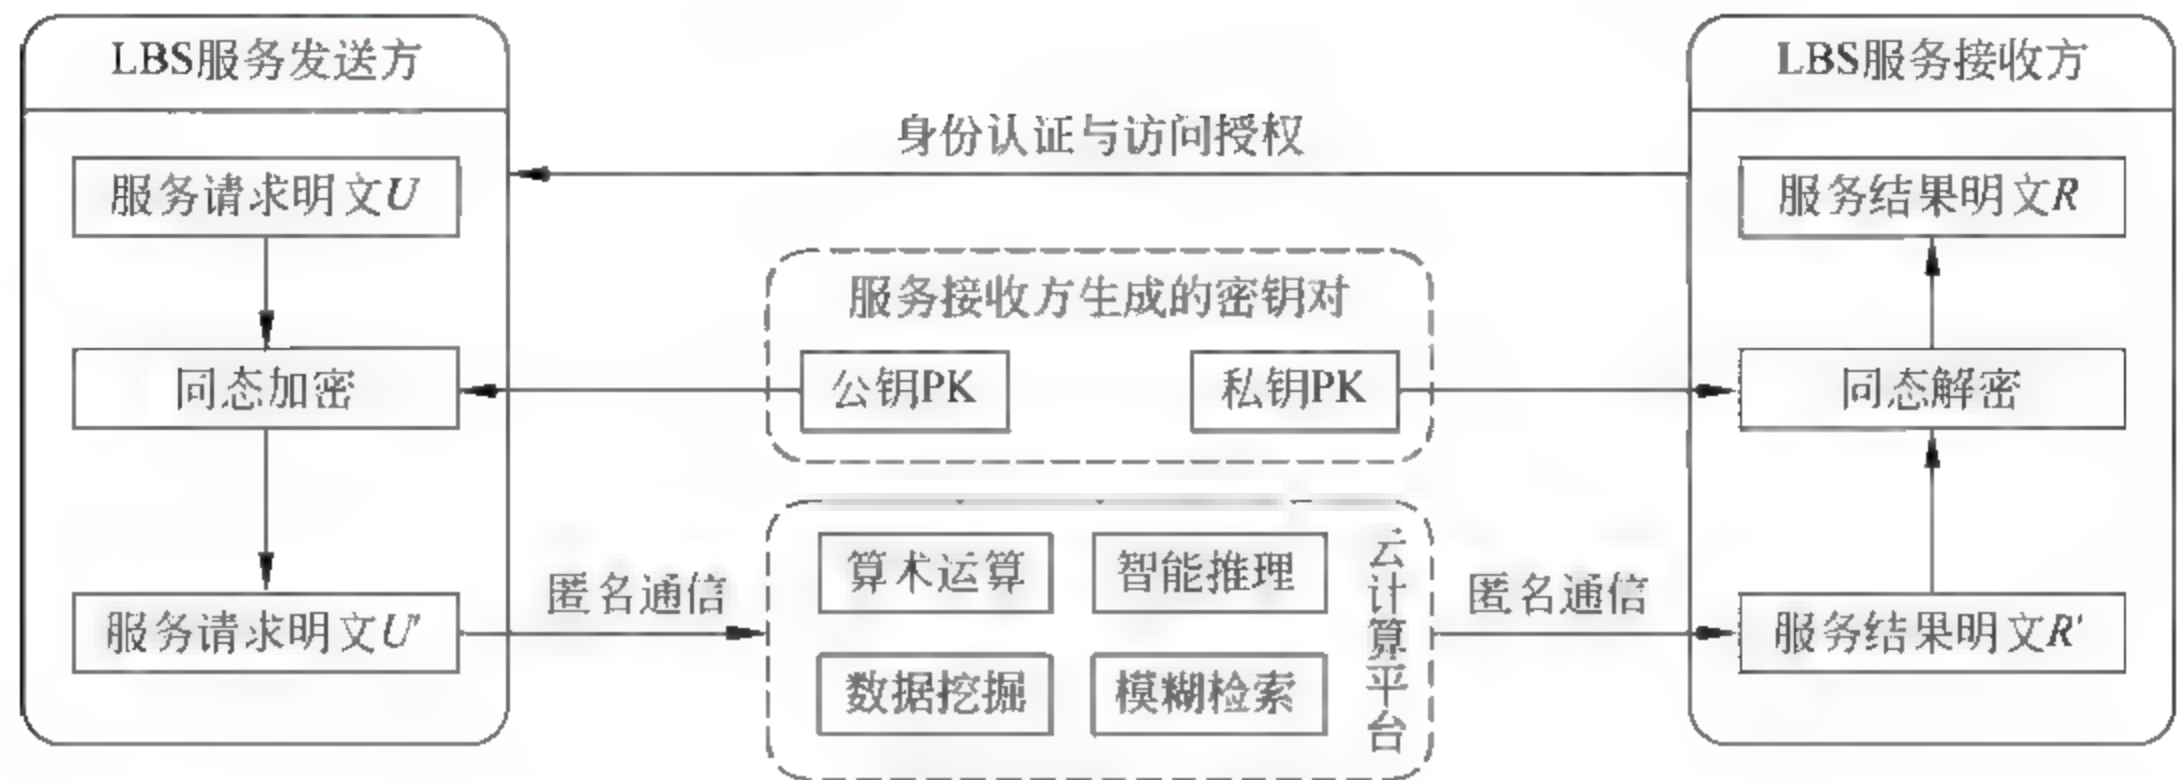 LBS服务发送方
服务请求明文U
同态加密
服务请求明文U'
身份认证与访问授权
服务接收方生成的密钥对
公钥PK
私钥PK
匿名通信
算术运算
智能推理
数据挖掘
模糊检索
云计算平台
匿名通信
LBS服务接收方
服务结果明文R
同态解密
服务结果明文R'